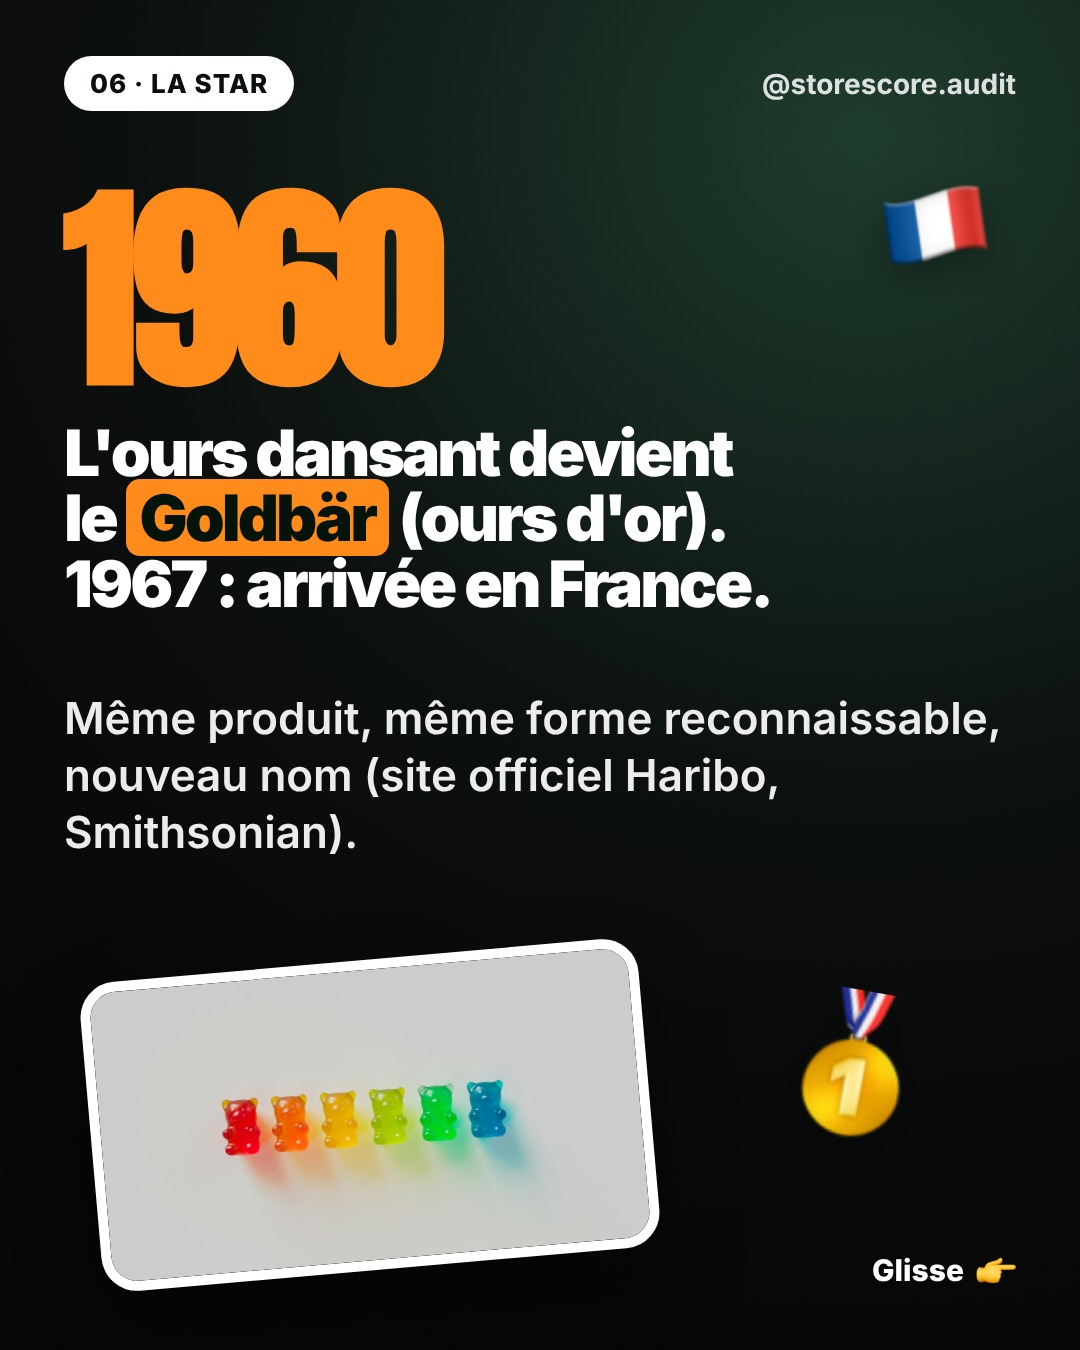 06 · LA STAR
@storescore.audit
1960
L'ours dansant devient
le Goldbär (ours d'or).
1967 : arrivée en France.
Même produit, même forme reconnaissable,
nouveau nom (site officiel Haribo,
Smithsonian).
1
Glisse 👉